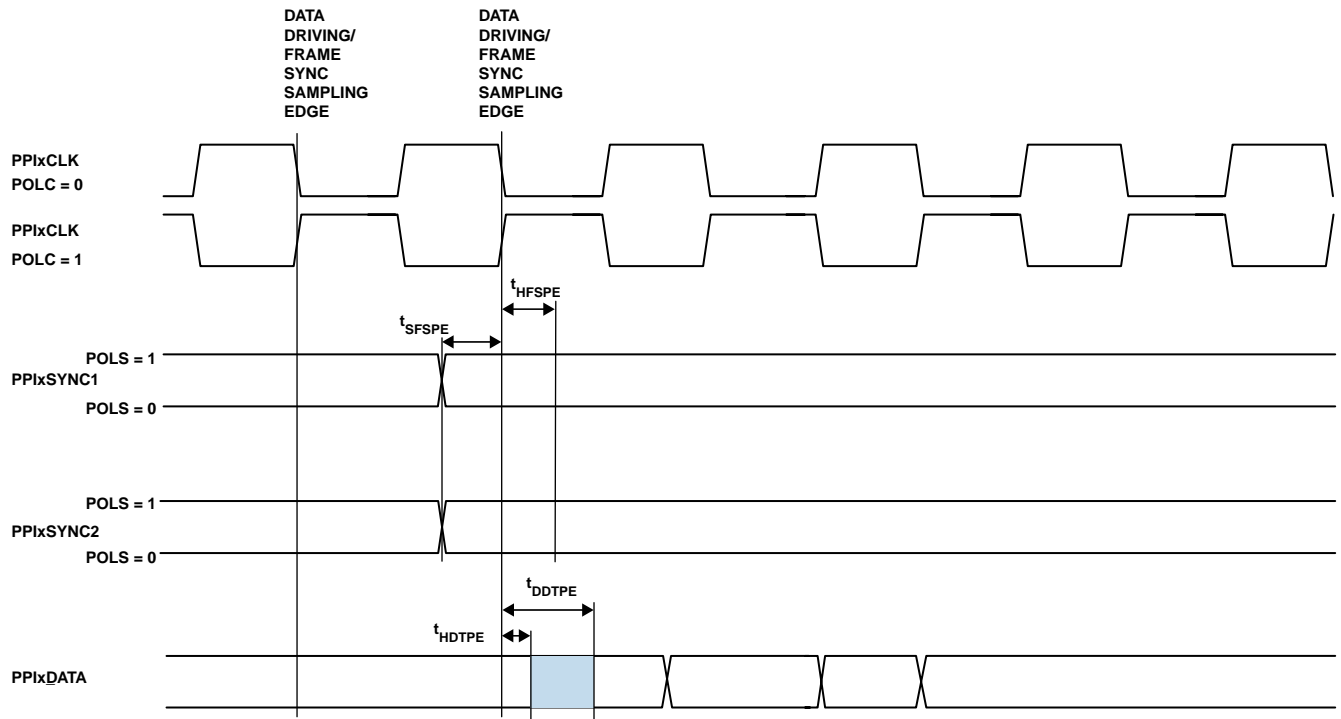 DATA
DRIVING/
FRAME
SYNC
SAMPLING
EDGE
DATA
DRIVING/
FRAME
SYNC
SAMPLING
EDGE
PPIxCLK
POLC = 0
PPIxCLK
POLC = 1
tHFSPE
tSFSPE
POLS = 1
PPIxSYNC1
POLS = 0
POLS = 1
PPIxSYNC2
POLS = 0
tDDTPE
tHDTPE
PPIxDATA